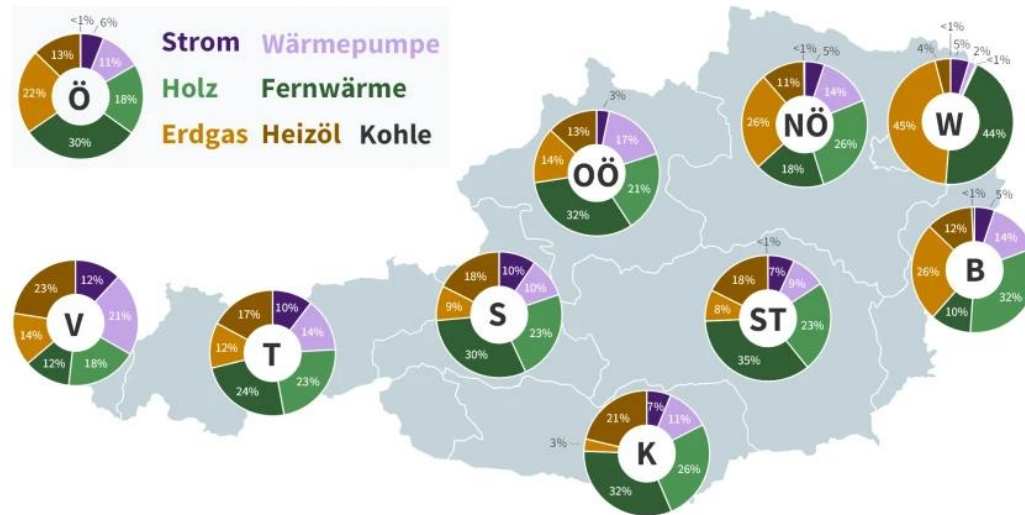 <1% 6%
13% 11%
22% Ö 18%
30%
Strom Wärmepumpe
Holz Fernwärme
Erdgas Heizöl Kohle
<1% 5%
11% 14%
26% NÖ 26%
18%
<1%
4% 5% 2% <1%
45% W 44%
3%
13% 17%
14% OÖ 21%
32%
<1% 5%
12% 14%
26% B 32%
10%
23% 12%
V 21%
14% 12% 18%
17% 10%
12% T 14%
24% 23%
18% 10%
10%
9% S 23%
30%
<1%
18% 7%
9%
8% ST 23%
35%
21% 7%
11%
3% K 26%
32%